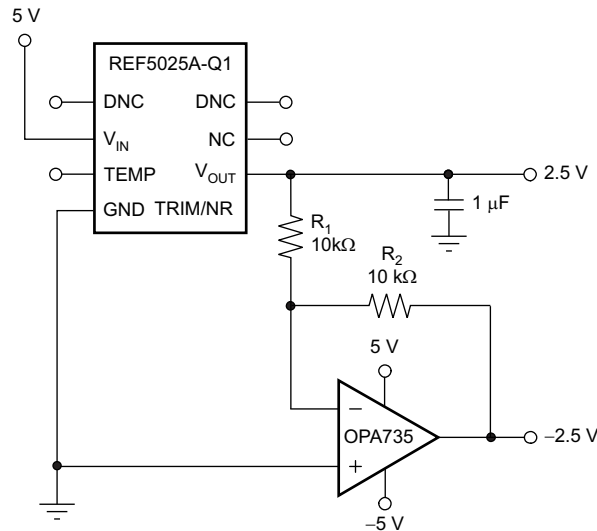 5 V
REF5025A-Q1
DNC
DNC
V_IN
NC
TEMP
V_OUT
2.5 V
GND
TRIM/NR
1 μF
R_1
10kΩ
R_2
10 kΩ
5 V
−
OPA735
−2.5 V
+
−5 V